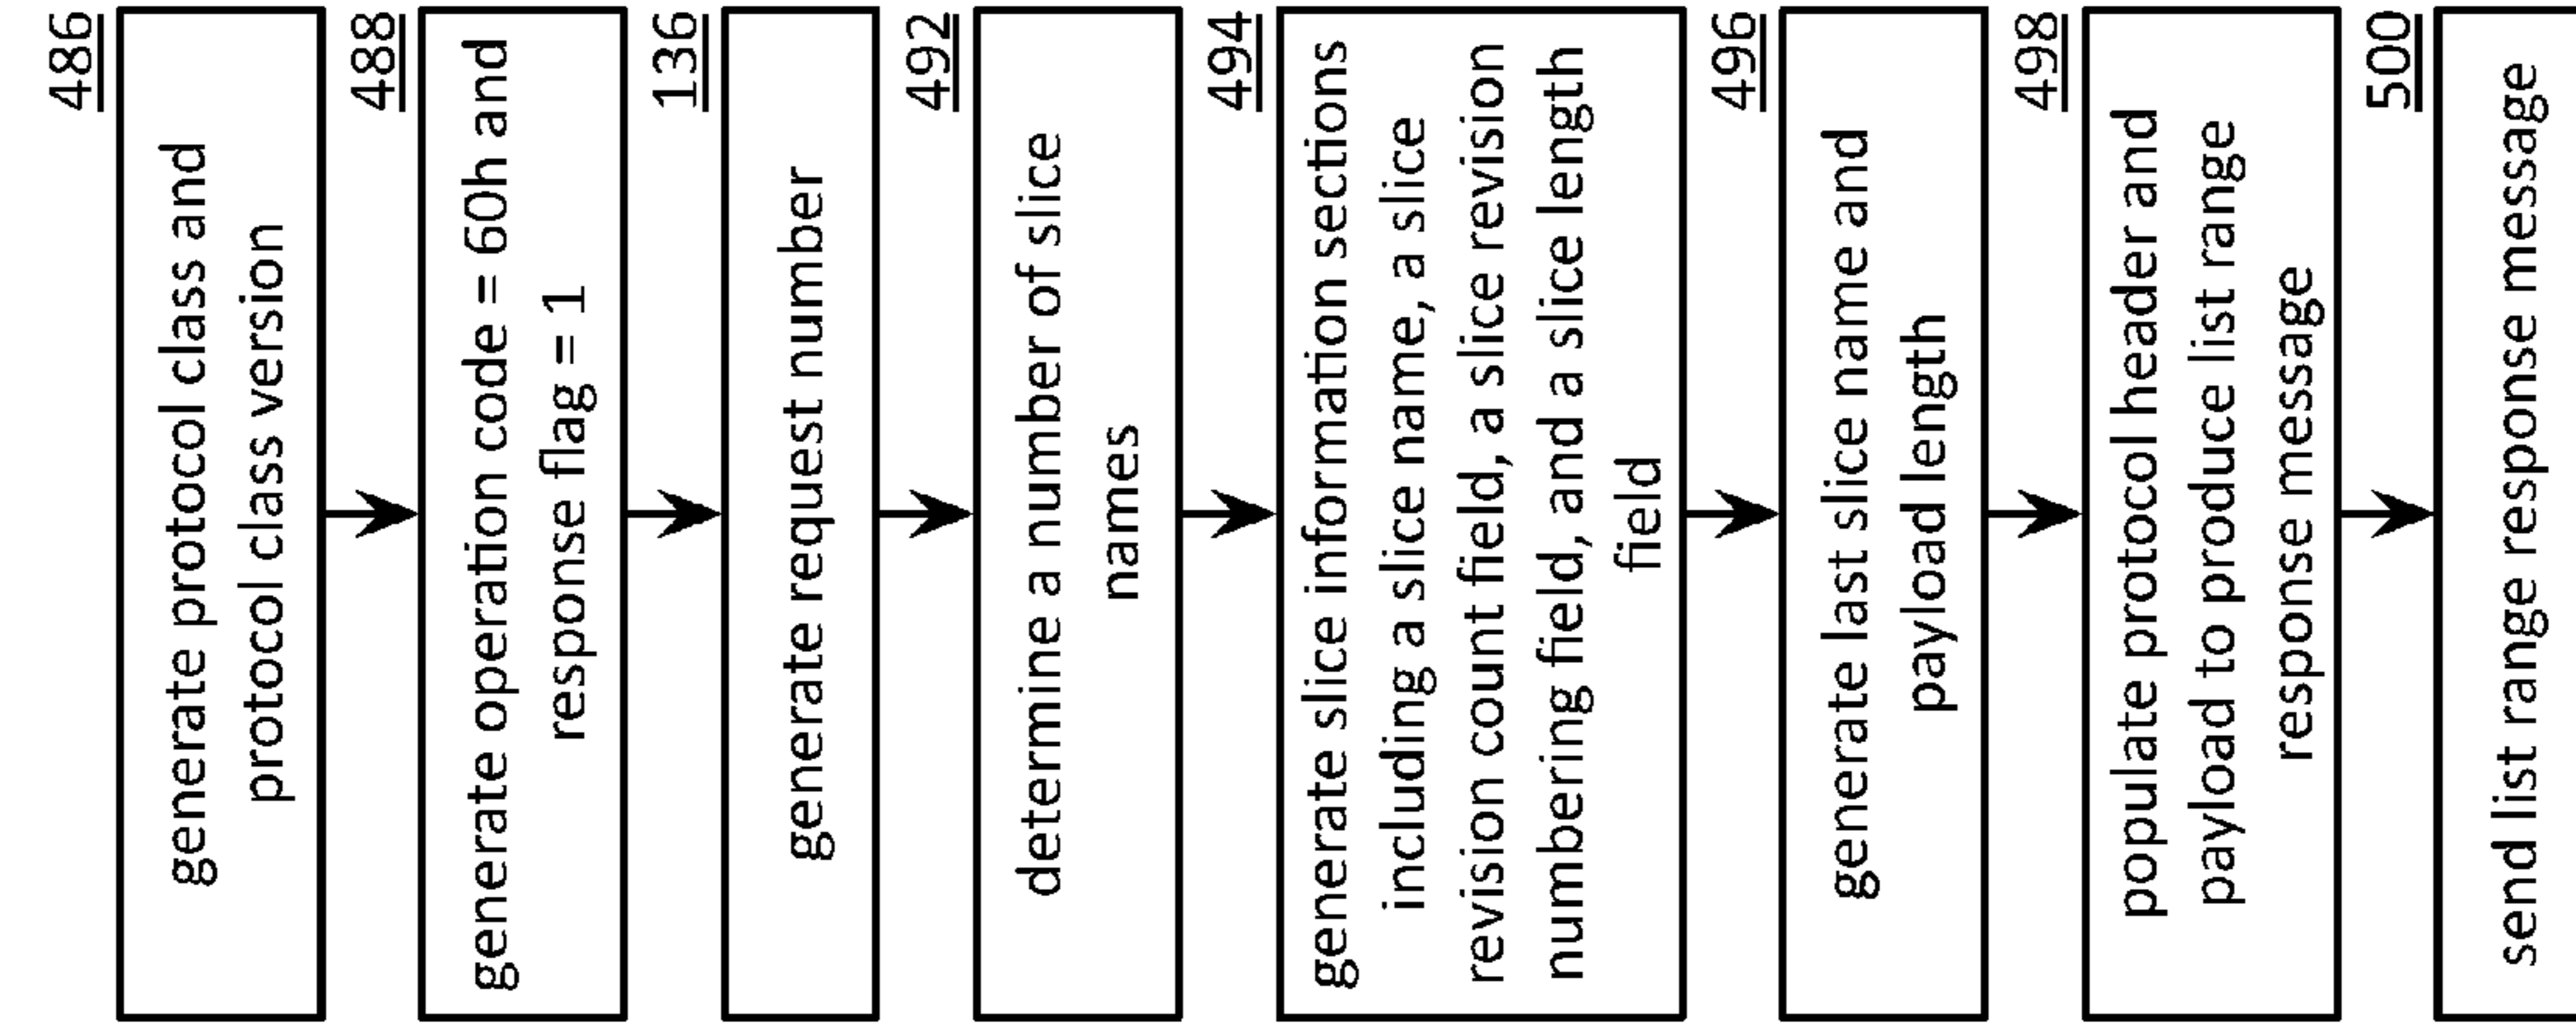 486
generate protocol class and
protocol class version
488
generate operation code = 60h and
response flag = 1
136
generate request number
492
determine a number of slice
names
494
generate slice information sections
including a slice name, a slice
revision count field, a slice revision
numbering field, and a slice length
field
496
generate last slice name and
payload length
498
populate protocol header and
payload to produce list range
response message
500
send list range response message